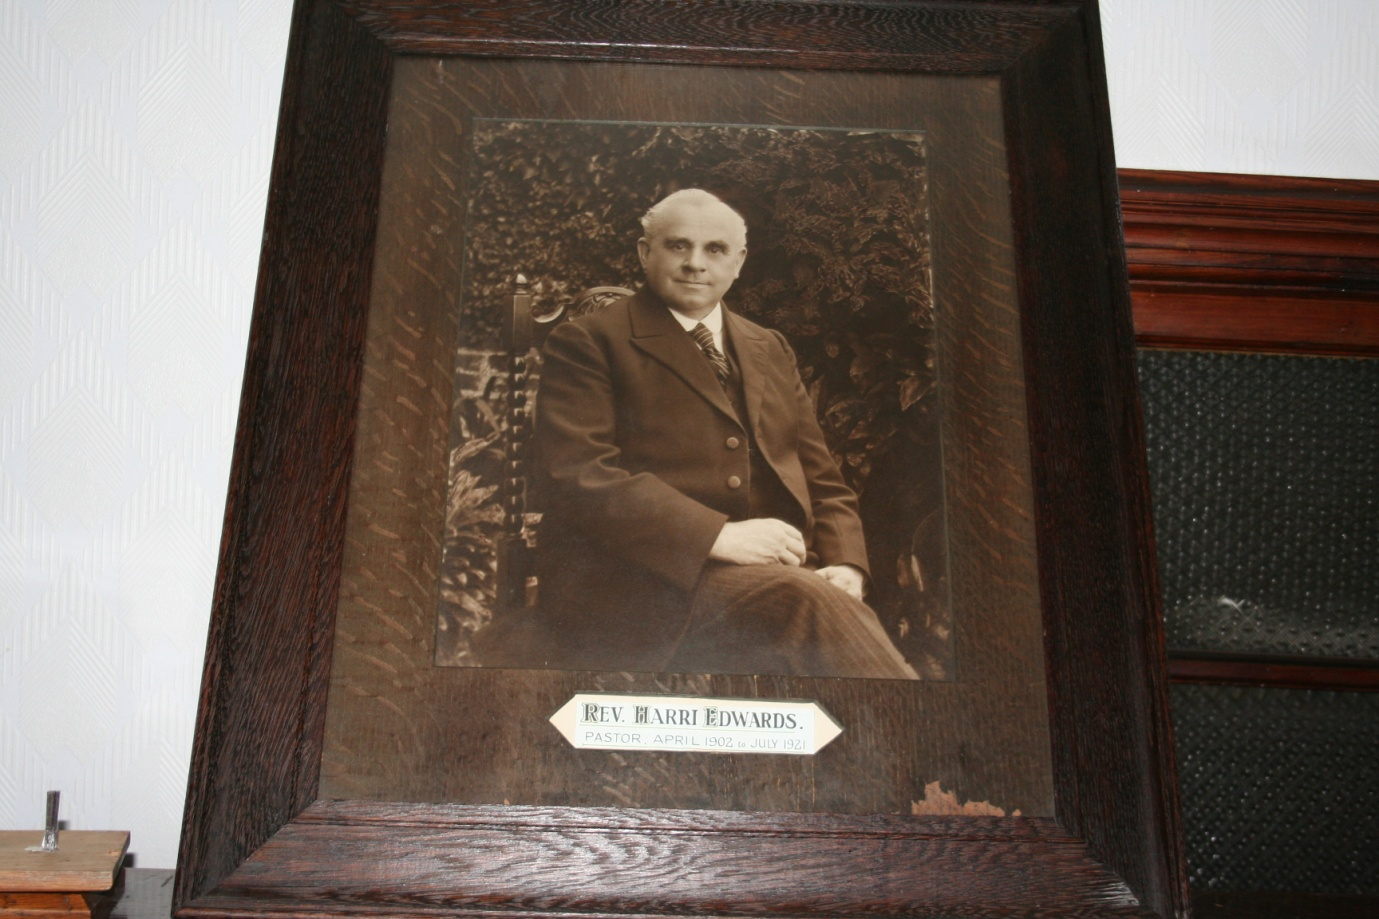 REV. HARRI EDWARDS.
PASTOR, APRIL 1902 to JULY 1921